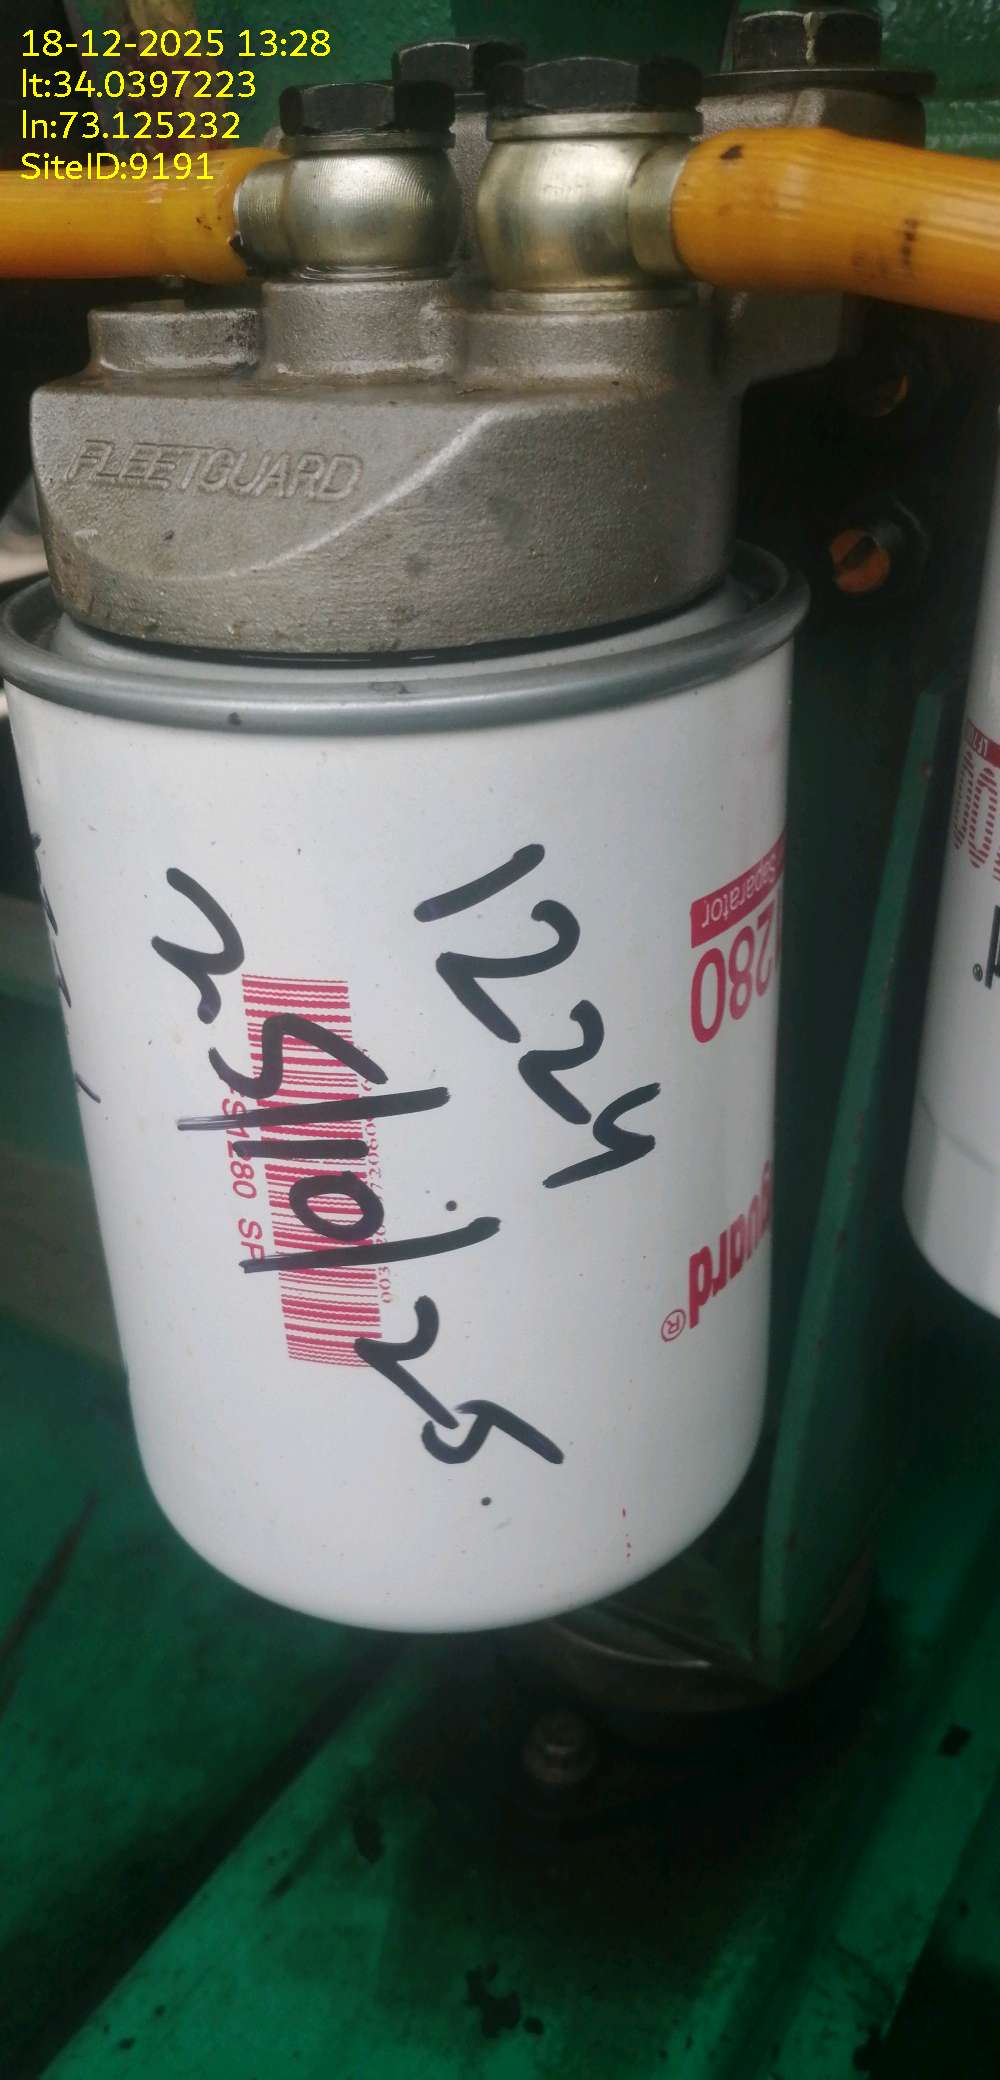 18-12-2025 13:28
lt:34.0397223
ln:73.125232
SiteID:9191
FLEETGUARD
1224
25/10/25
Separator
280
guard®
FS1280 SP